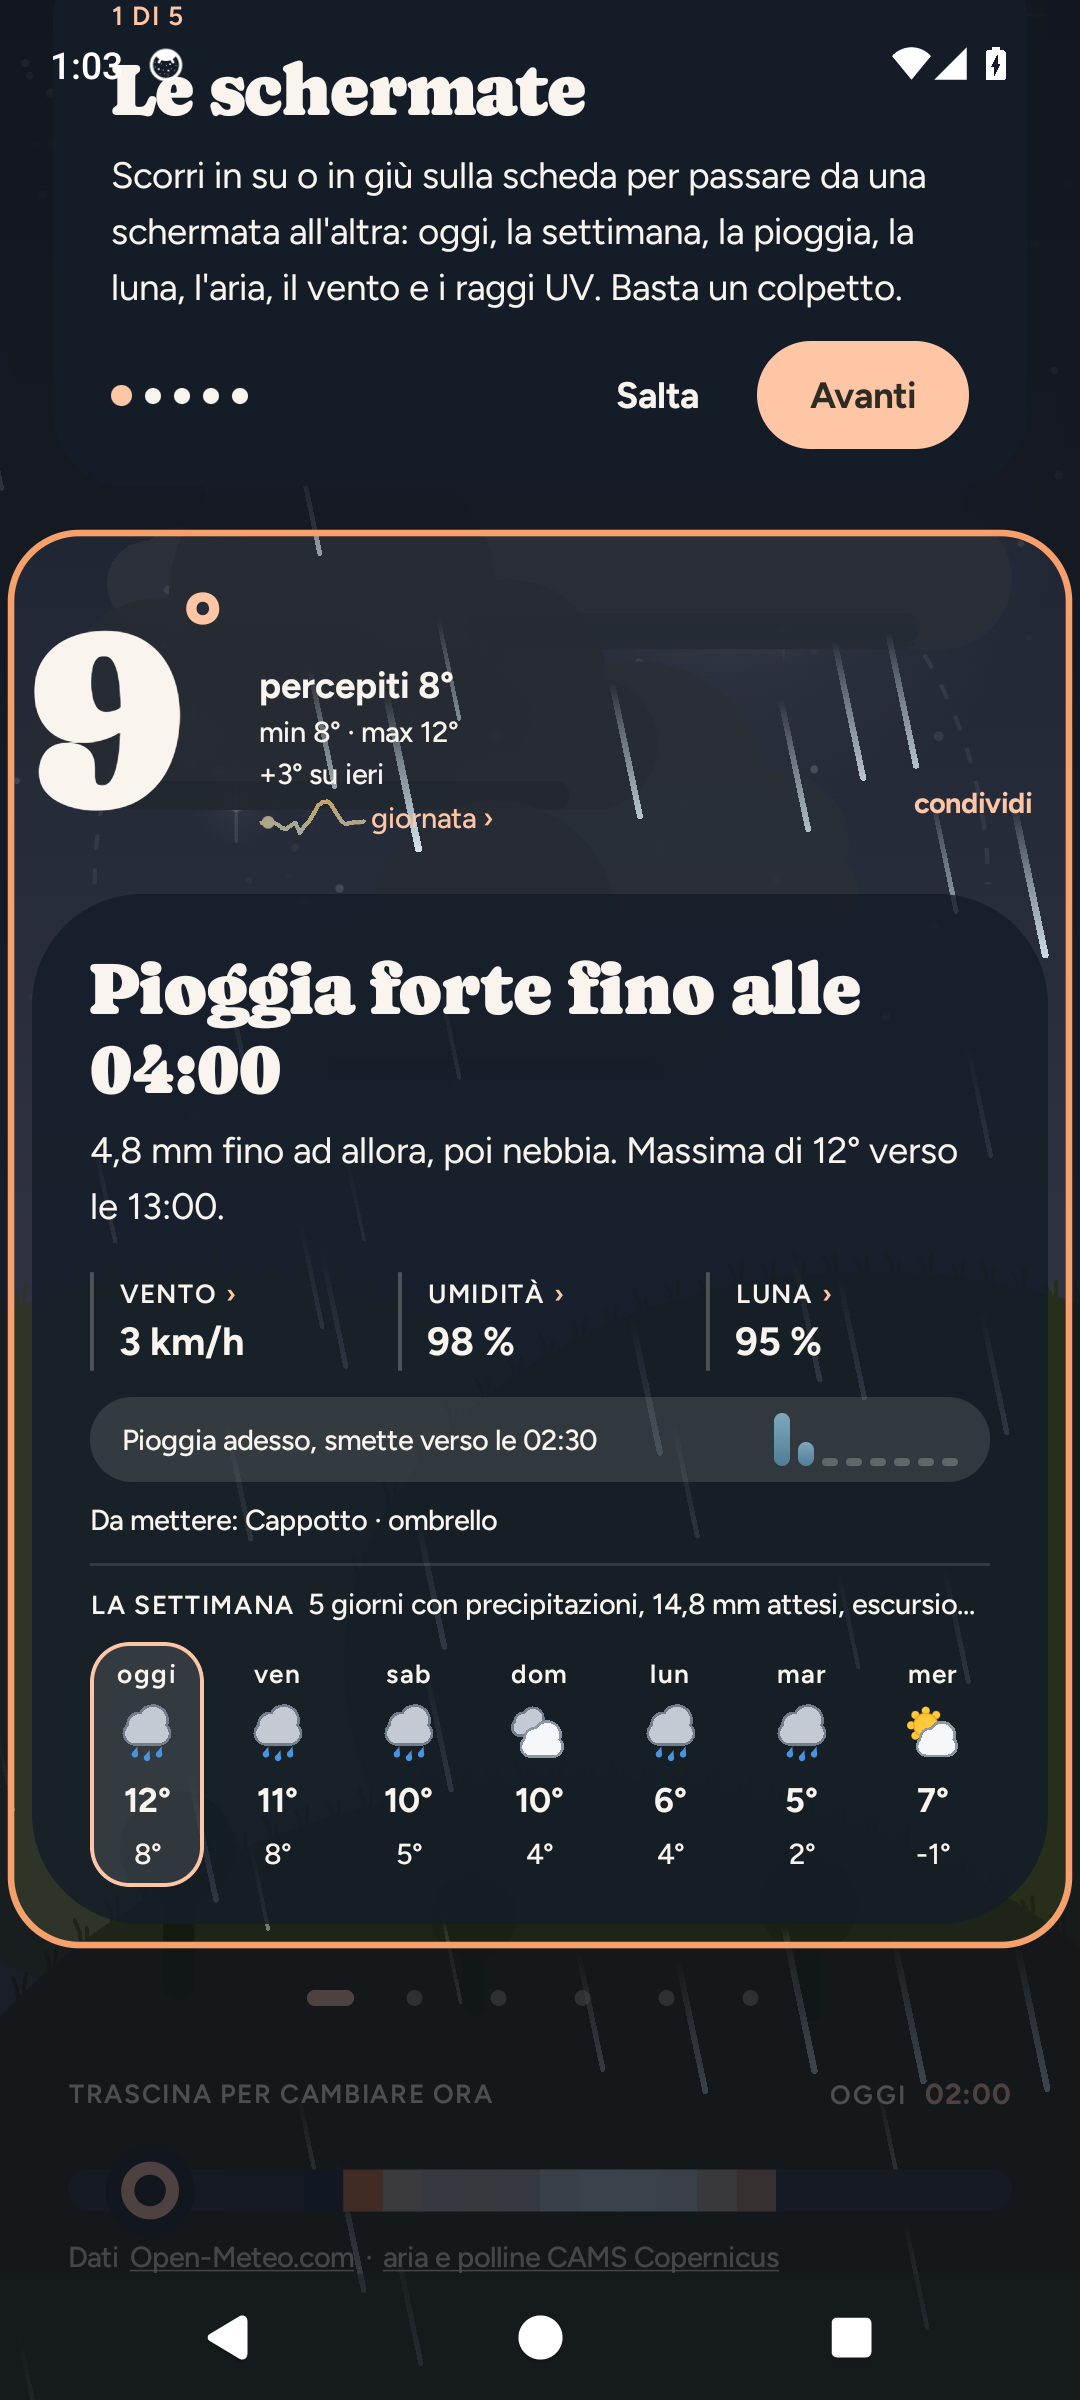 1 DI 5
1:03
Le schermate
Scorri in su o in giù sulla scheda per passare da una
schermata all'altra: oggi, la settimana, la pioggia, la
luna, l'aria, il vento e i raggi UV. Basta un colpetto.
Salta
Avanti
9°
percepiti 8°
min 8° · max 12°
+3° su ieri
giornata ›
condividi
Pioggia forte fino alle
04:00
4,8 mm fino ad allora, poi nebbia. Massima di 12° verso
le 13:00.
VENTO › UMIDITÀ › LUNA ›
3 km/h 98 % 95 %
Pioggia adesso, smette verso le 02:30
Da mettere: Cappotto · ombrello
LA SETTIMANA 5 giorni con precipitazioni, 14,8 mm attesi, escursio...
oggi ven sab dom lun mar mer
12° 11° 10° 10° 6° 5° 7°
8° 8° 5° 4° 4° 2° -1°
TRASCINA PER CAMBIARE ORA OGGI 02:00
Dati Open-Meteo.com · aria e polline CAMS Copernicus